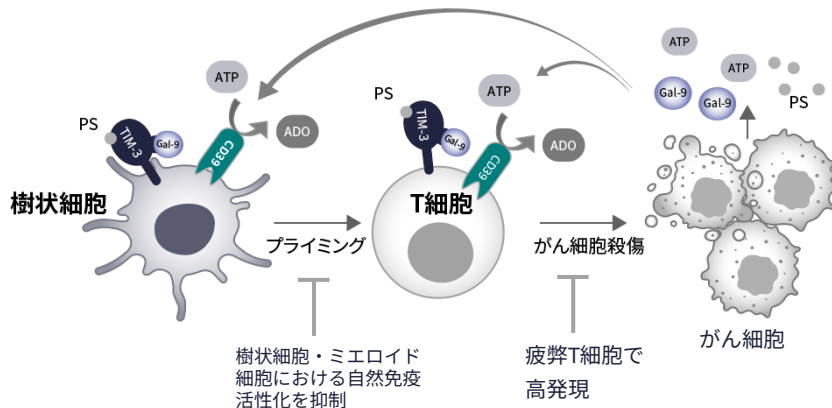 ATP
ATP
ATP
PS
ATP
Gal-9
Gal-9
PS
PS
TIM-3
Gal-9
CD39
ADO
TIM-3
Gal-9
CD39
ADO
樹状細胞
T細胞
プライミング
がん細胞殺傷
がん細胞
樹状細胞・ミエロイド
細胞における自然免疫
活性化を抑制
疲弊T細胞で
高発現